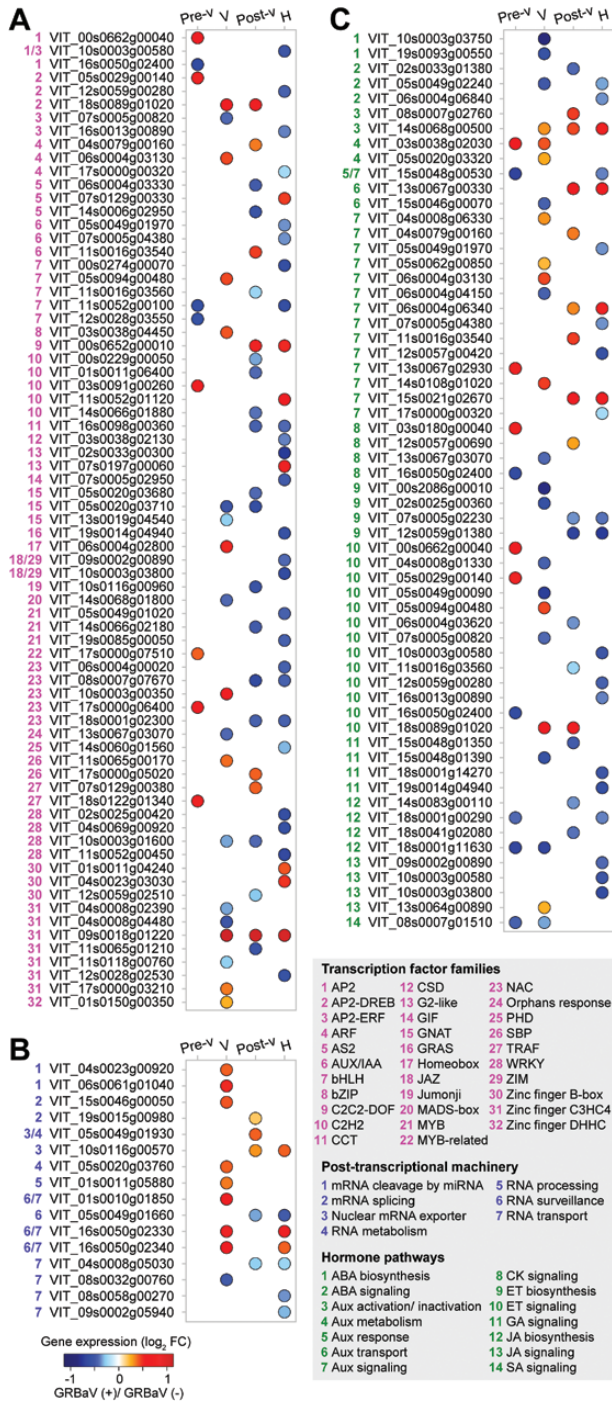 A
Pre-v V Post-v H
1 VIT_00s0662g00040
1/3 VIT_10s0003g00580
1 VIT_16s0050g02400
2 VIT_05s0029g00140
2 VIT_12s0059g00280
2 VIT_18s0089g01020
3 VIT_07s0005g00820
3 VIT_16s0013g00890
4 VIT_04s0079g00160
4 VIT_06s0004g03130
4 VIT_17s0000g00320
5 VIT_06s0004g03330
5 VIT_07s0129g00330
5 VIT_14s0006g02950
6 VIT_05s0049g01970
6 VIT_07s0005g04380
6 VIT_11s0016g03540
7 VIT_00s0274g00070
7 VIT_05s0094g00480
7 VIT_11s0016g03560
7 VIT_11s0052g00100
7 VIT_12s0028g03550
8 VIT_03s0038g04450
9 VIT_00s0652g00010
10 VIT_00s0229g00050
10 VIT_01s0011g06400
10 VIT_03s0091g00260
10 VIT_11s0052g01120
10 VIT_14s0066g01880
11 VIT_16s0098g00360
12 VIT_03s0038g02130
13 VIT_02s0033g00300
13 VIT_07s0197g00060
14 VIT_07s0005g02950
15 VIT_05s0020g03680
15 VIT_05s0020g03710
15 VIT_13s0019g04540
16 VIT_19s0014g04940
17 VIT_06s0004g02800
18/29 VIT_09s0002g00890
18/29 VIT_10s0003g03800
19 VIT_10s0116g00960
20 VIT_14s0068g01800
21 VIT_05s0049g01020
21 VIT_14s0066g02180
21 VIT_19s0085g00050
22 VIT_17s0000g07510
23 VIT_06s0004g00020
23 VIT_08s0007g07670
23 VIT_10s0003g00350
23 VIT_17s0000g06400
23 VIT_18s0001g02300
24 VIT_13s0067g03070
25 VIT_14s0060g01560
26 VIT_11s0065g00170
26 VIT_17s0000g05020
27 VIT_07s0129g00380
27 VIT_18s0122g01340
28 VIT_02s0025g00420
28 VIT_04s0069g00920
28 VIT_10s0003g01600
28 VIT_11s0052g00450
30 VIT_01s0011g04240
30 VIT_04s0023g03030
30 VIT_12s0059g02510
31 VIT_04s0008g02390
31 VIT_04s0008g04480
31 VIT_09s0018g01220
31 VIT_11s0065g01210
31 VIT_11s0118g00760
31 VIT_12s0028g02530
31 VIT_17s0000g03210
32 VIT_01s0150g00350
B
Pre-v V Post-v H
1 VIT_04s0023g00920
1 VIT_06s0061g01040
2 VIT_15s0046g00050
2 VIT_19s0015g00980
3/4 VIT_05s0049g01930
3 VIT_10s0116g00570
4 VIT_05s0020g03760
5 VIT_01s0011g05880
6/7 VIT_01s0010g01850
6 VIT_05s0049g01660
6/7 VIT_16s0050g02330
6/7 VIT_16s0050g02340
7 VIT_04s0008g05030
7 VIT_08s0032g00760
7 VIT_08s0058g00270
7 VIT_09s0002g05940
Gene expression (log2 FC)
-1 0 1
GRBaV (+)/ GRBaV (-)
C
Pre-v V Post-v H
1 VIT_10s0003g03750
1 VIT_19s0093g00550
2 VIT_02s0033g01380
2 VIT_05s0049g02240
2 VIT_06s0004g06840
3 VIT_08s0007g02760
3 VIT_14s0068g00500
4 VIT_03s0038g02030
4 VIT_05s0020g03320
5/7 VIT_15s0048g00530
6 VIT_13s0067g00330
6 VIT_15s0046g00070
7 VIT_04s0008g06330
7 VIT_04s0079g00160
7 VIT_05s0049g01970
7 VIT_05s0062g00850
7 VIT_06s0004g03130
7 VIT_06s0004g04150
7 VIT_06s0004g06340
7 VIT_07s0005g04380
7 VIT_11s0016g03540
7 VIT_12s0057g00420
7 VIT_13s0067g02930
7 VIT_14s0108g01020
7 VIT_15s0021g02670
7 VIT_17s0000g00320
8 VIT_03s0180g00040
8 VIT_12s0057g00690
8 VIT_13s0067g03070
8 VIT_16s0050g02400
9 VIT_00s2086g00010
9 VIT_02s0025g00360
9 VIT_07s0005g02230
9 VIT_12s0059g01380
10 VIT_00s0662g00040
10 VIT_04s0008g01330
10 VIT_05s0029g00140
10 VIT_05s0049g00090
10 VIT_05s0094g00480
10 VIT_06s0004g03620
10 VIT_07s0005g00820
10 VIT_10s0003g00580
10 VIT_11s0016g03560
10 VIT_12s0059g00280
10 VIT_16s0013g00890
10 VIT_16s0050g02400
10 VIT_18s0089g01020
11 VIT_15s0048g01350
11 VIT_15s0048g01390
11 VIT_18s0001g14270
11 VIT_19s0014g04940
12 VIT_14s0083g00110
12 VIT_18s0001g00290
12 VIT_18s0041g02080
12 VIT_18s0001g11630
13 VIT_09s0002g00890
13 VIT_10s0003g00580
13 VIT_10s0003g03800
13 VIT_13s0064g00890
14 VIT_08s0007g01510
Transcription factor families
1 AP2 12 CSD 23 NAC
2 AP2-DREB 13 G2-like 24 Orphans response
3 AP2-ERF 14 GIF 25 PHD
4 ARF 15 GNAT 26 SBP
5 AS2 16 GRAS 27 TRAF
6 AUX/IAA 17 Homeobox 28 WRKY
7 bHLH 18 JAZ 29 ZIM
8 bZIP 19 Jumonji 30 Zinc finger B-box
9 C2C2-DOF 20 MADS-box 31 Zinc finger C3HC4
10 C2H2 21 MYB 32 Zinc finger DHHC
11 CCT 22 MYB-related
Post-transcriptional machinery
1 mRNA cleavage by miRNA 5 RNA processing
2 mRNA splicing 6 RNA surveillance
3 Nuclear mRNA exporter 7 RNA transport
4 RNA metabolism
Hormone pathways
1 ABA biosynthesis 8 CK signaling
2 ABA signaling 9 ET biosynthesis
3 Aux activation/ inactivation 10 ET signaling
4 Aux metabolism 11 GA signaling
5 Aux response 12 JA biosynthesis
6 Aux transport 13 JA signaling
7 Aux signaling 14 SA signaling